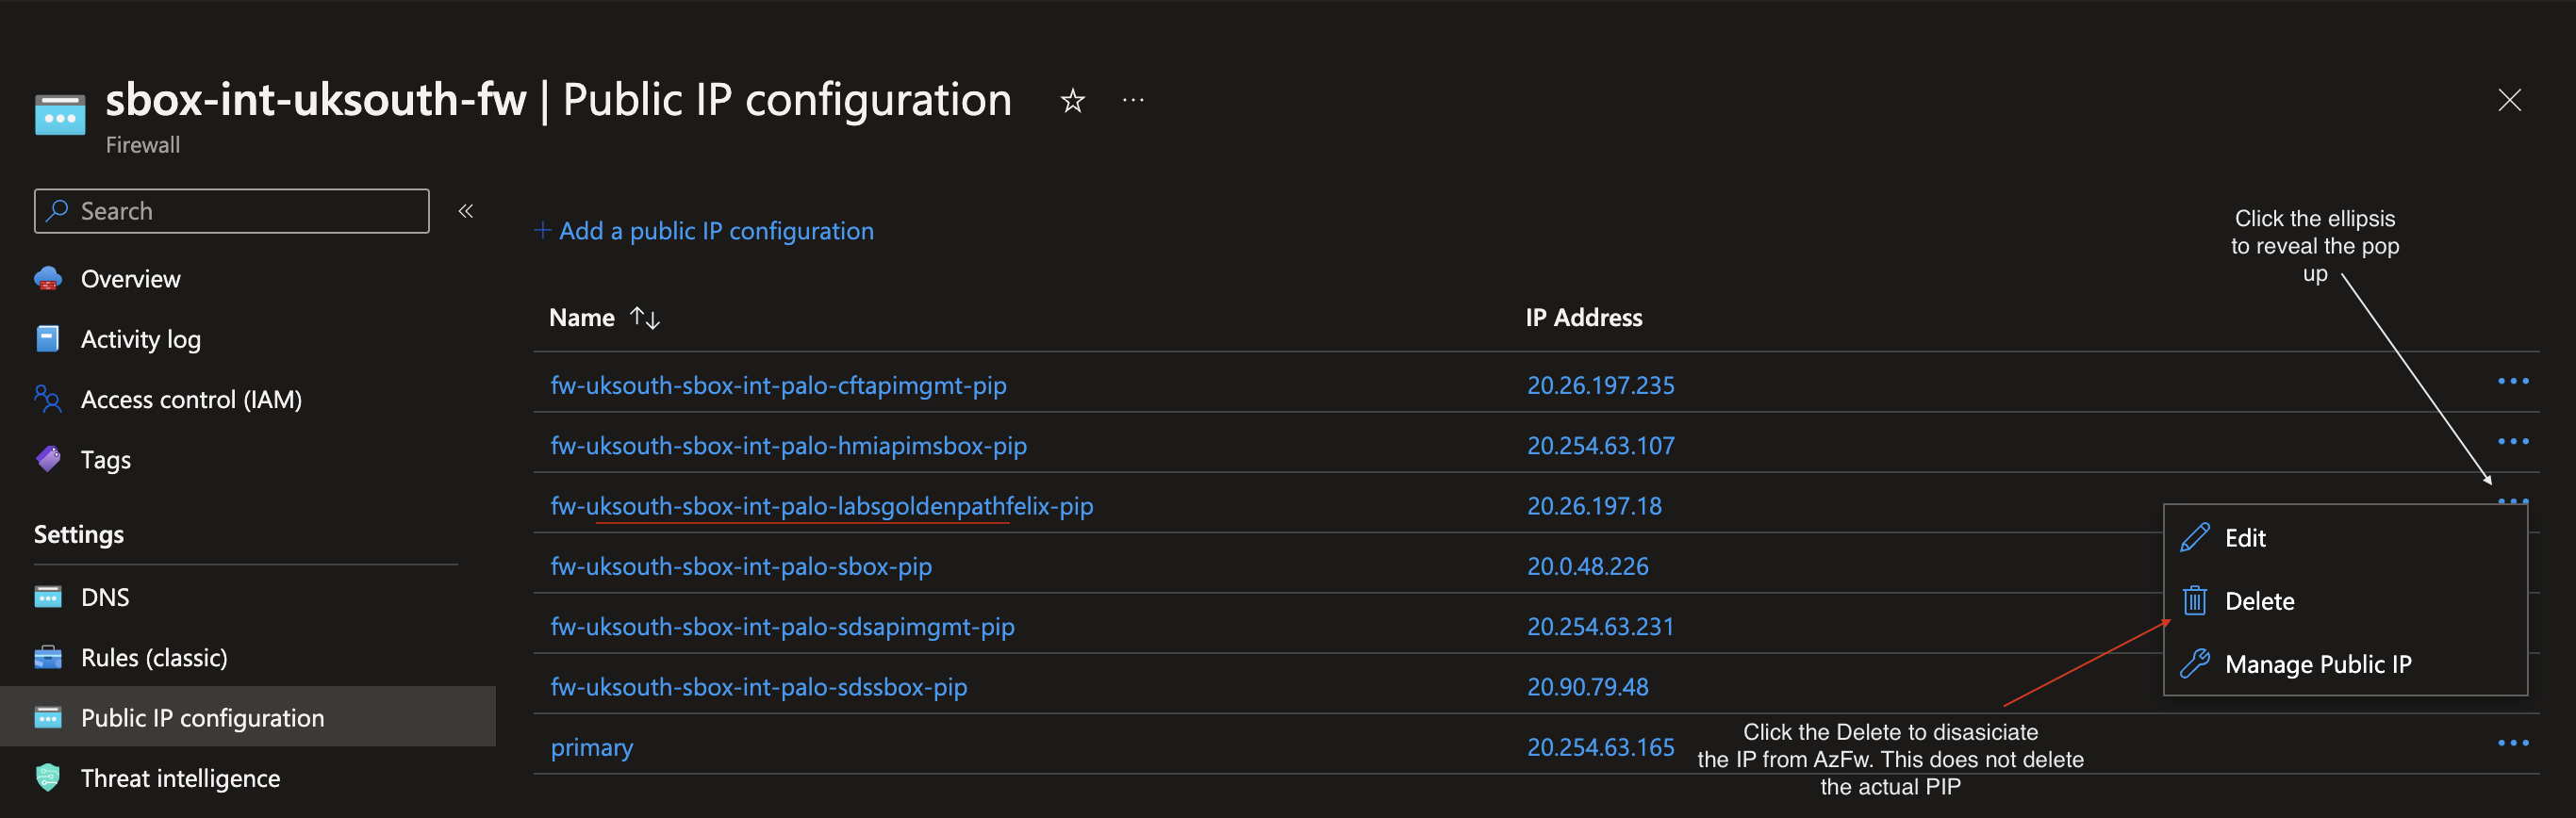 sbox-int-uksouth-fw | Public IP configuration
Firewall
Search
Overview
Activity log
Access control (IAM)
Tags
Settings
DNS
Rules (classic)
Public IP configuration
Threat intelligence
+ Add a public IP configuration
Name IP Address
fw-uksouth-sbox-int-palo-cftapimgmt-pip 20.26.197.235
fw-uksouth-sbox-int-palo-hmiapimsbox-pip 20.254.63.107
fw-uksouth-sbox-int-palo-labsgoldenpathfelix-pip 20.26.197.18
fw-uksouth-sbox-int-palo-sbox-pip 20.0.48.226
fw-uksouth-sbox-int-palo-sdsapimgmt-pip 20.254.63.231
fw-uksouth-sbox-int-palo-sdssbox-pip 20.90.79.48
primary 20.254.63.165
Click the ellipsis
to reveal the pop
up
Edit
Delete
Manage Public IP
Click the Delete to disasiciate
the IP from AzFw. This does not delete
the actual PIP